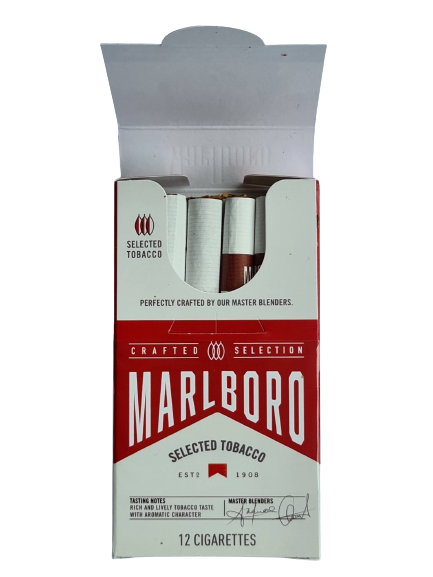 SELECTED
TOBACCO
M
PERFECTLY CRAFTED BY OUR MASTER BLENDERS.
CRAFTED SELECTION
MARLBORO
SELECTED TOBACCO
ESTD 1908
TASTING NOTES
RICH AND LIVELY TOBACCO TASTE
WITH AROMATIC CHARACTER
MASTER BLENDERS
12 CIGARETTES